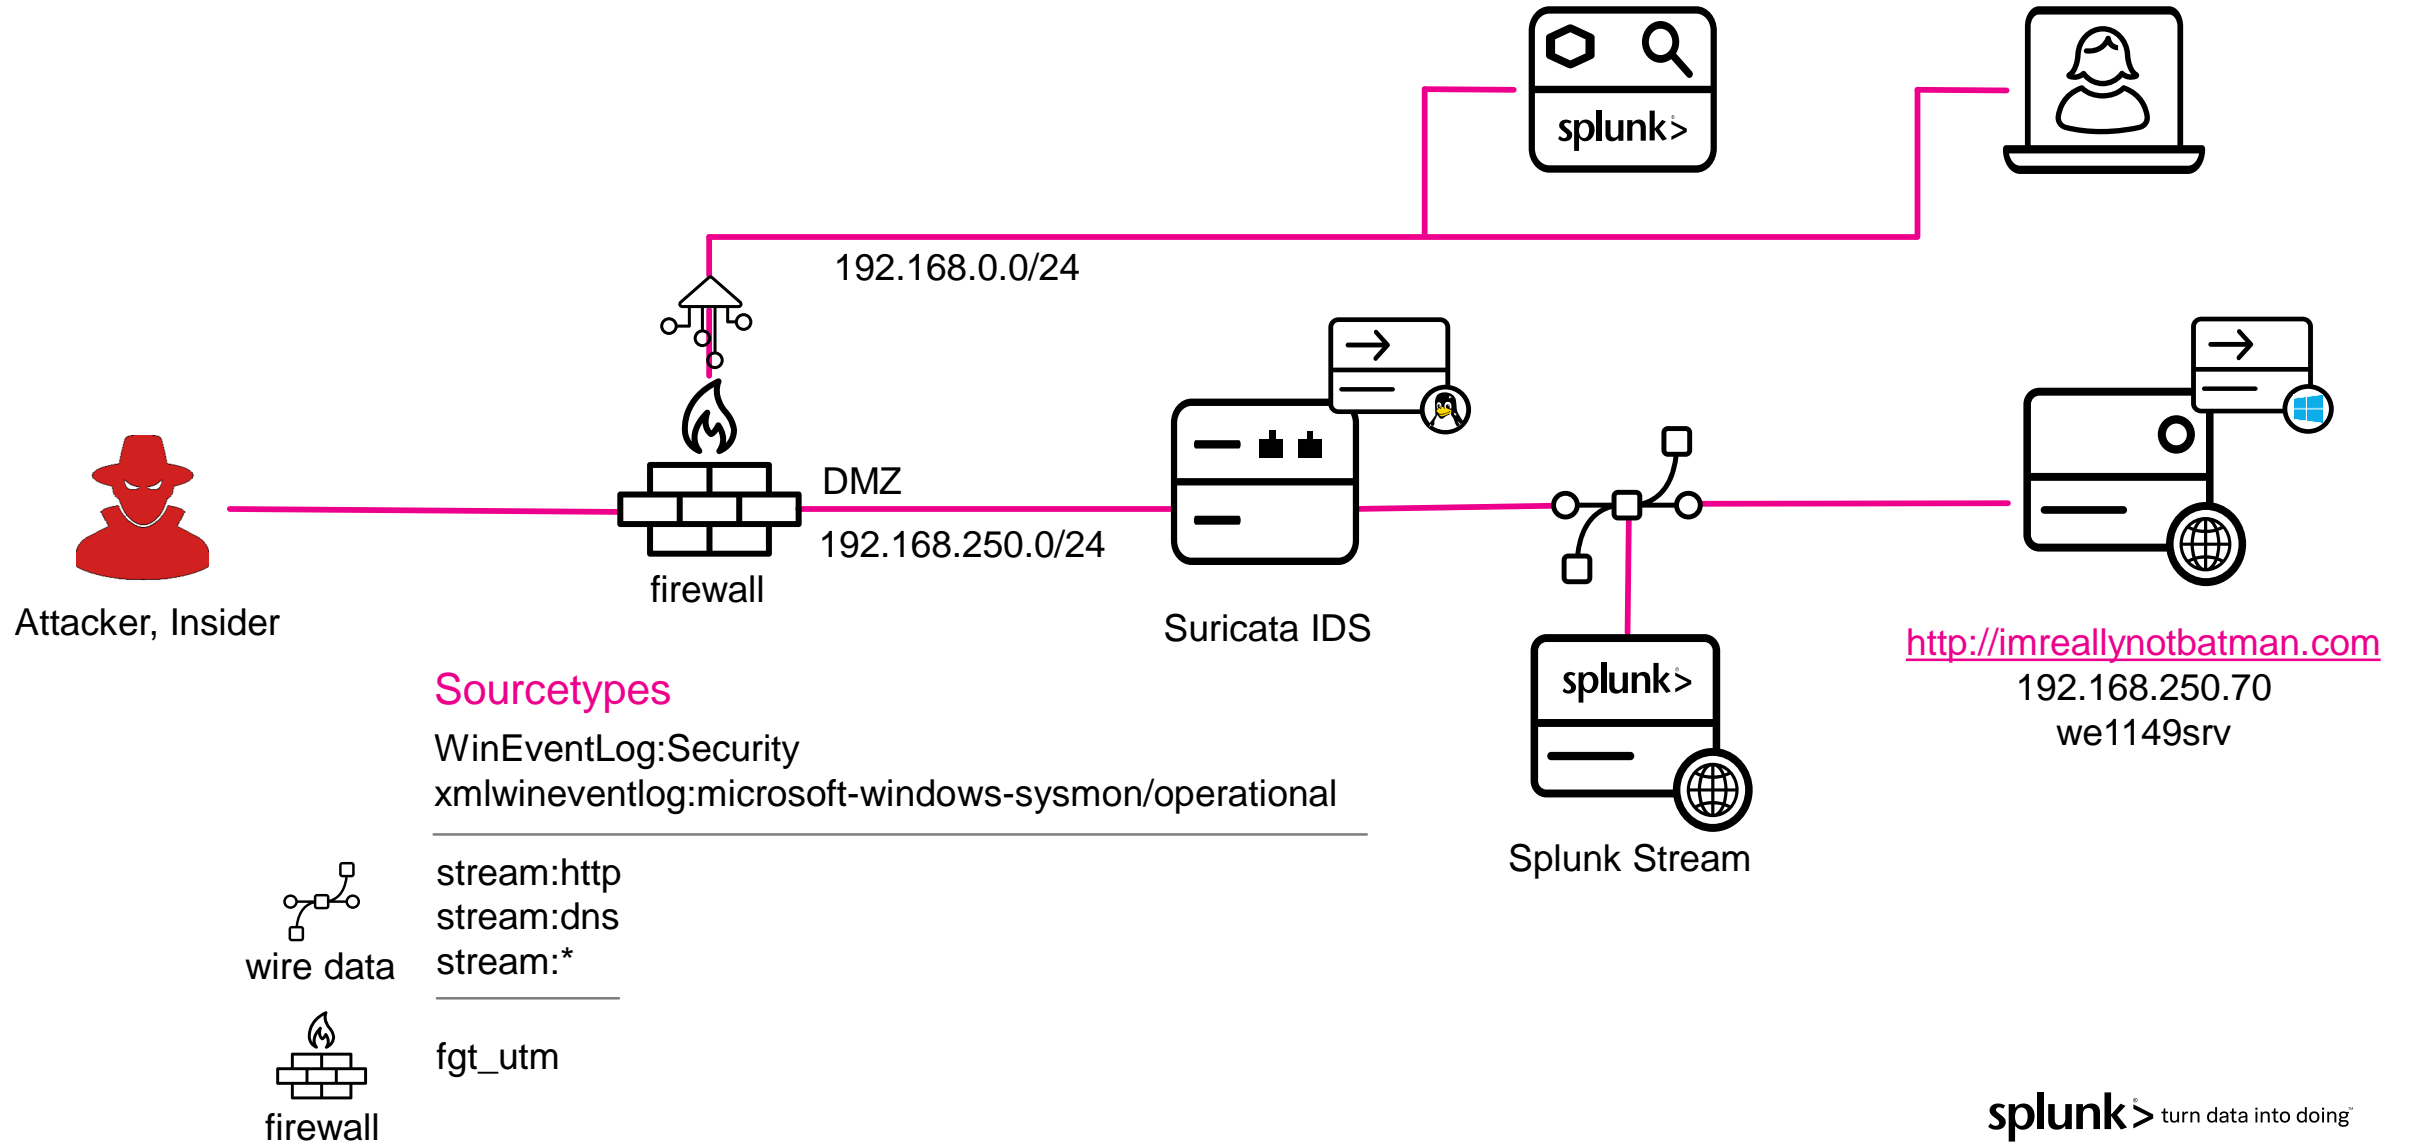 splunk>
192.168.0.0/24
DMZ
192.168.250.0/24
firewall
Attacker, Insider
Suricata IDS
http://imreallynotbatman.com
192.168.250.70
we1149srv
splunk>
Splunk Stream
Sourcetypes
WinEventLog:Security
xmlwineventlog:microsoft-windows-sysmon/operational
stream:http
stream:dns
stream:*
wire data
fgt_utm
firewall
splunk> turn data into doing™